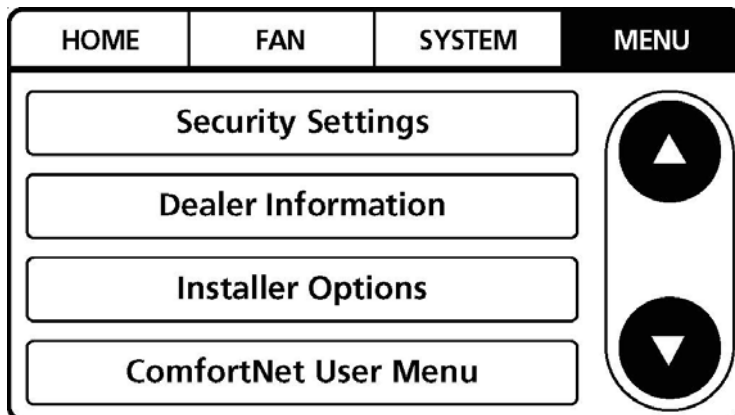 HOME FAN SYSTEM MENU
Security Settings
Dealer Information
Installer Options
ComfortNet User Menu